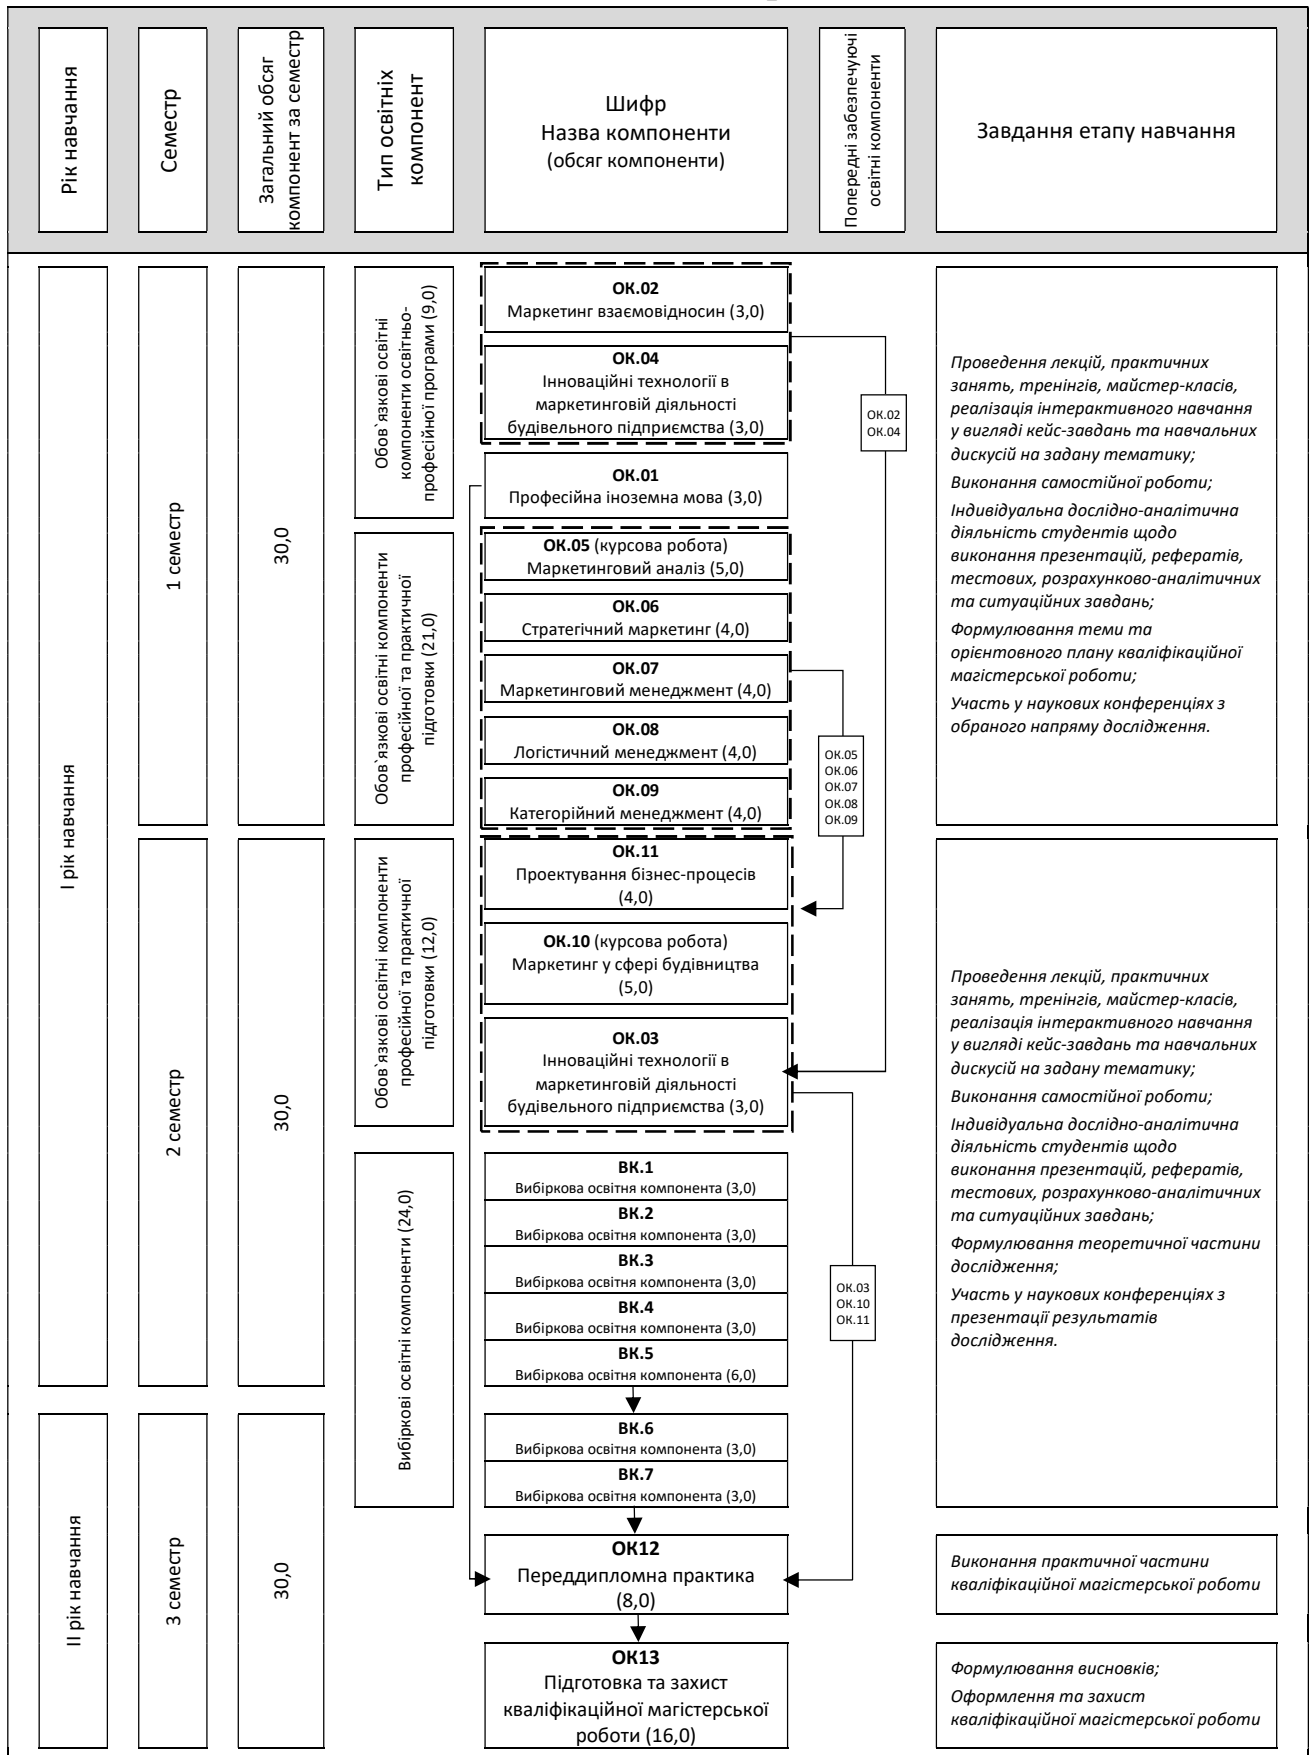 Рік навчання
Семестр
Загальний обсяг
компонент за семестр
Тип освітніх
компонент
Шифр
Назва компоненти
(обсяг компоненти)
Попередні забезпечуючі
освітні компоненти
Завдання етапу навчання
І рік навчання
1 семестр
30,0
Обов`язкові освітні
компоненти освітньо-
професійної програми (9,0)
ОК.02
Маркетинг взаємовідносин (3,0)
ОК.04
Інноваційні технології в
маркетинговій діяльності
будівельного підприємства (3,0)
ОК.01
Професійна іноземна мова (3,0)
Обов`язкові освітні компоненти
професійної та практичної
підготовки (21,0)
ОК.05 (курсова робота)
Маркетинговий аналіз (5,0)
ОК.06
Стратегічний маркетинг (4,0)
ОК.07
Маркетинговий менеджмент (4,0)
ОК.08
Логістичний менеджмент (4,0)
ОК.09
Категорійний менеджмент (4,0)
ОК.02
ОК.04
ОК.05
ОК.06
ОК.07
ОК.08
ОК.09
Проведення лекцій, практичних
занять, тренінгів, майстер-класів,
реалізація інтерактивного навчання
у вигляді кейс-завдань та навчальних
дискусій на задану тематику;
Виконання самостійної роботи;
Індивідуальна дослідно-аналітична
діяльність студентів щодо
виконання презентацій, рефератів,
тестових, розрахунково-аналітичних
та ситуаційних завдань;
Формулювання теми та
орієнтовного плану кваліфікаційної
магістерської роботи;
Участь у наукових конференціях з
обраного напряму дослідження.
2 семестр
30,0
Обов`язкові освітні компоненти
професійної та практичної
підготовки (12,0)
ОК.11
Проектування бізнес-процесів
(4,0)
ОК.10 (курсова робота)
Маркетинг у сфері будівництва
(5,0)
ОК.03
Інноваційні технології в
маркетинговій діяльності
будівельного підприємства (3,0)
Вибіркові освітні компоненти (24,0)
ВК.1
Вибіркова освітня компонента (3,0)
ВК.2
Вибіркова освітня компонента (3,0)
ВК.3
Вибіркова освітня компонента (3,0)
ВК.4
Вибіркова освітня компонента (3,0)
ВК.5
Вибіркова освітня компонента (6,0)
ВК.6
Вибіркова освітня компонента (3,0)
ВК.7
Вибіркова освітня компонента (3,0)
ОК.03
ОК.10
ОК.11
Проведення лекцій, практичних
занять, тренінгів, майстер-класів,
реалізація інтерактивного навчання
у вигляді кейс-завдань та навчальних
дискусій на задану тематику;
Виконання самостійної роботи;
Індивідуальна дослідно-аналітична
діяльність студентів щодо
виконання презентацій, рефератів,
тестових, розрахунково-аналітичних
та ситуаційних завдань;
Формулювання теоретичної частини
дослідження;
Участь у наукових конференціях з
презентації результатів
дослідження.
ІІ рік навчання
3 семестр
30,0
ОК12
Переддипломна практика
(8,0)
Виконання практичної частини
кваліфікаційної магістерської роботи
ОК13
Підготовка та захист
кваліфікаційної магістерської
роботи (16,0)
Формулювання висновків;
Оформлення та захист
кваліфікаційної магістерської роботи